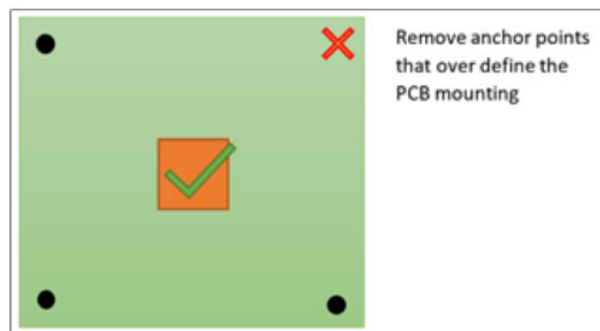 Remove anchor points
that over define the
PCB mounting